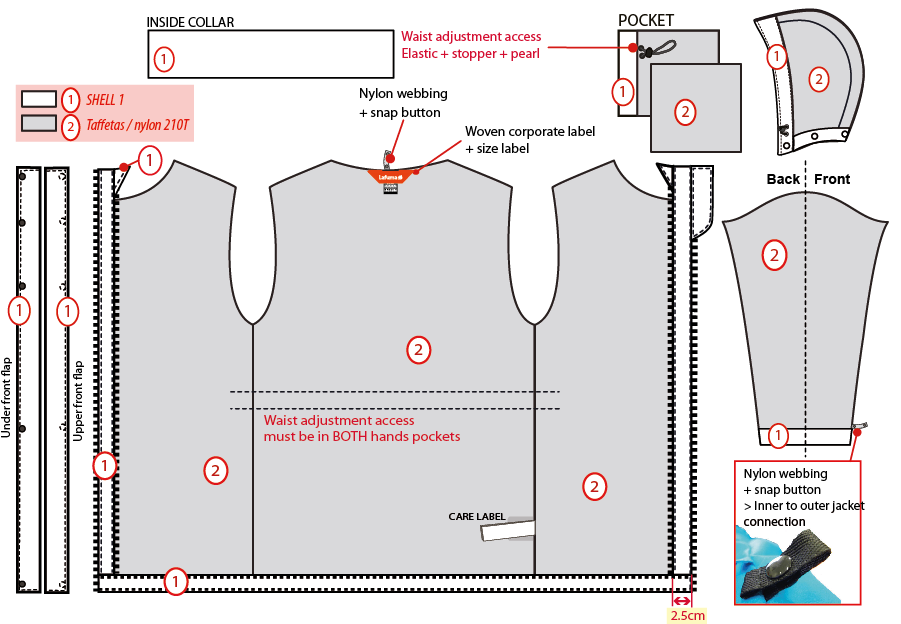 INSIDE COLLAR
1
Waist adjustment access
Elastic + stopper + pearl
POCKET
1
2
1
2
1 SHELL 1
2 Taffetas / nylon 210T
Nylon webbing
+ snap button
Woven corporate label
+ size label
1
Back Front
2
1
1
1
Under front flap
Upper front flap
2
Waist adjustment access
must be in BOTH hands pockets
1
2
2
CARE LABEL
1
1
2.5cm
Nylon webbing
+ snap button
> Inner to outer jacket
connection